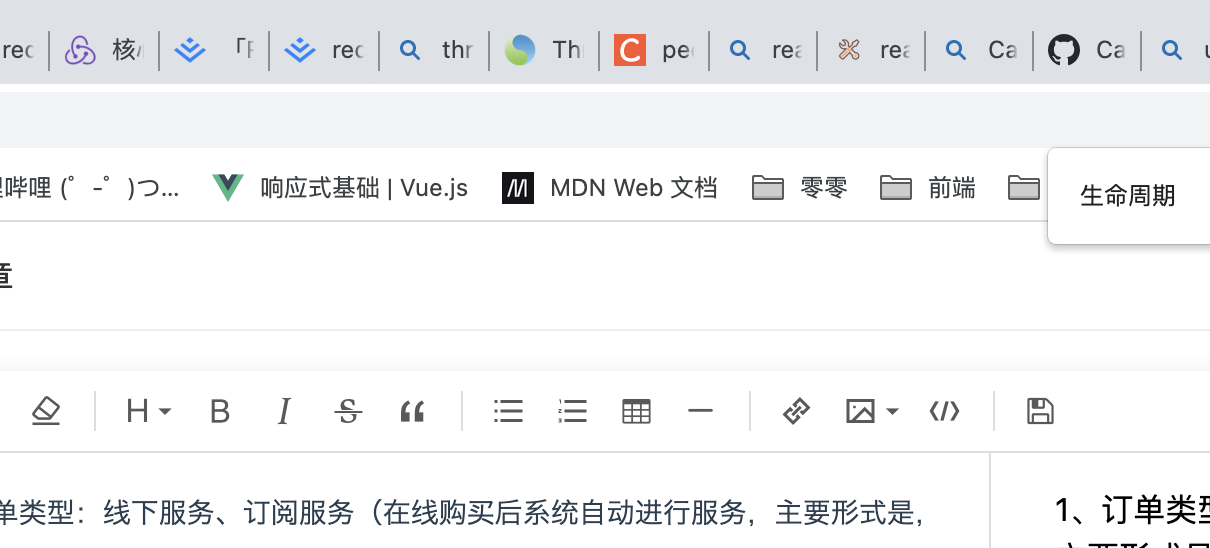 rec 核 「F rec thr Th C pe rea rea Ca Ca
哔哩 (゜-゜)つ... 响应式基础 | Vue.js M MDN Web 文档 零零 前端
生命周期
章
H B I S
单类型：线下服务、订阅服务（在线购买后系统自动进行服务，主要形式是，
1、订单类型